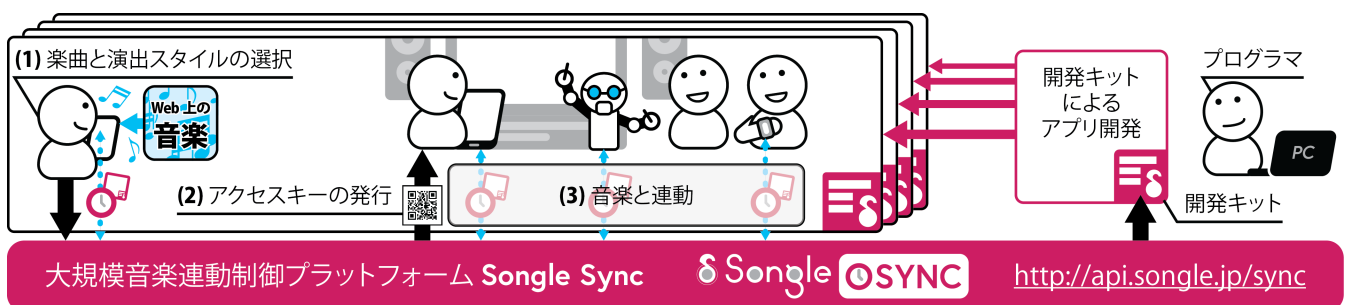 (1) 楽曲と演出スタイルの選択
Web 上の
音楽
(2) アクセスキーの発行
(3) 音楽と連動
開発キット
による
アプリ開発
プログラマ
PC
開発キット
大規模音楽連動制御プラットフォーム Songle Sync
Songle SYNC
http://api.songle.jp/sync